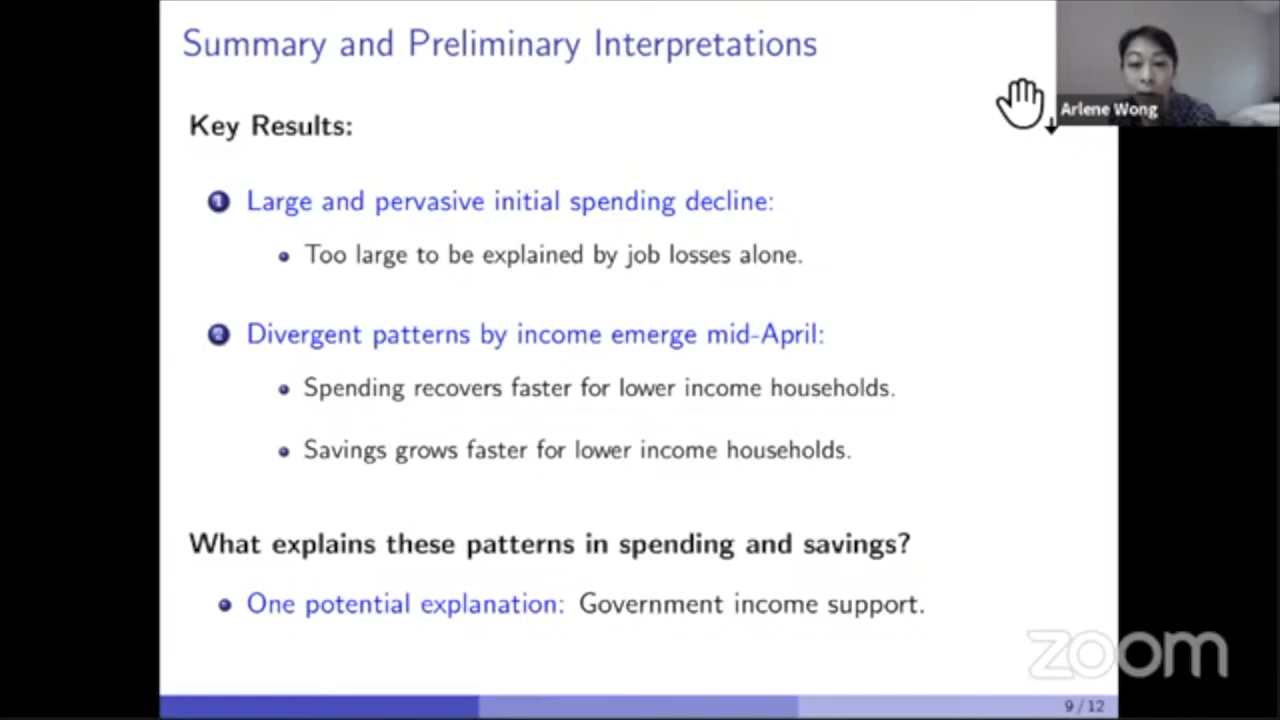 Summary and Preliminary Interpretations
Arlene Wong
Key Results:
1 Large and pervasive initial spending decline:
Too large to be explained by job losses alone.
2 Divergent patterns by income emerge mid-April:
Spending recovers faster for lower income households.
Savings grows faster for lower income households.
What explains these patterns in spending and savings?
One potential explanation: Government income support.
zoom
9 / 12